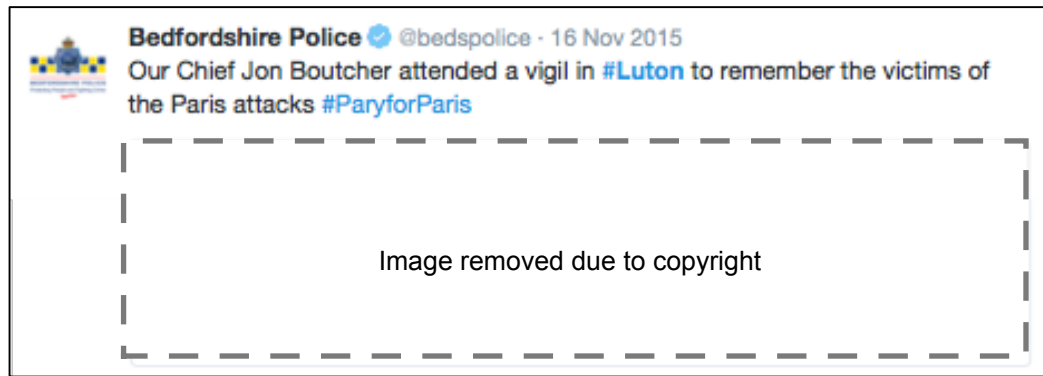 Bedfordshire Police @bedspolice · 16 Nov 2015
Our Chief Jon Boutcher attended a vigil in #Luton to remember the victims of
the Paris attacks #ParyforParis
Image removed due to copyright